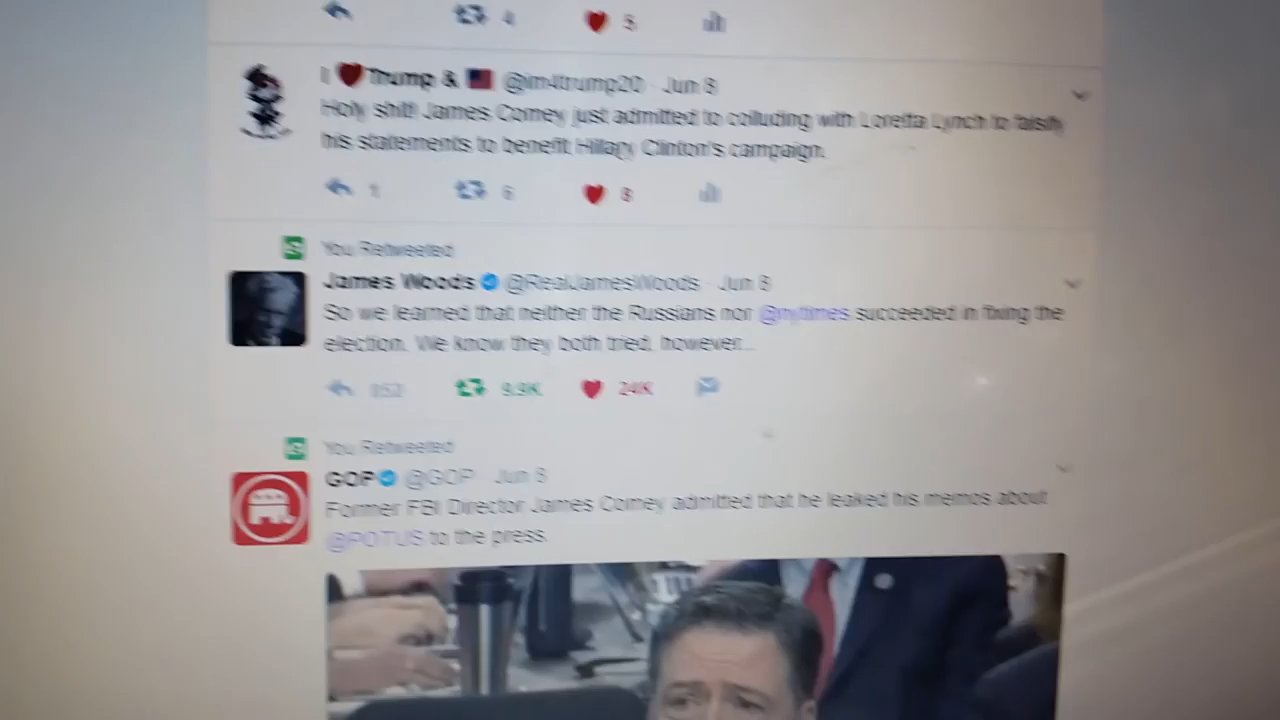 4 5
I ❤ Trump & 🇺🇸 @im4trump20 · Jun 8
Holy shit! James Comey just admitted to colluding with Loretta Lynch to falsify
his statements to benefit Hillary Clinton's campaign.
1 6 8
You Retweeted
James Woods @RealJamesWoods · Jun 8
So we learned that neither the Russians nor @nytimes succeeded in fixing the
election. We know they both tried, however...
9.9K 24K
You Retweeted
GOP @GOP · Jun 8
Former FBI Director James Comey admitted that he leaked his memos about
@POTUS to the press.